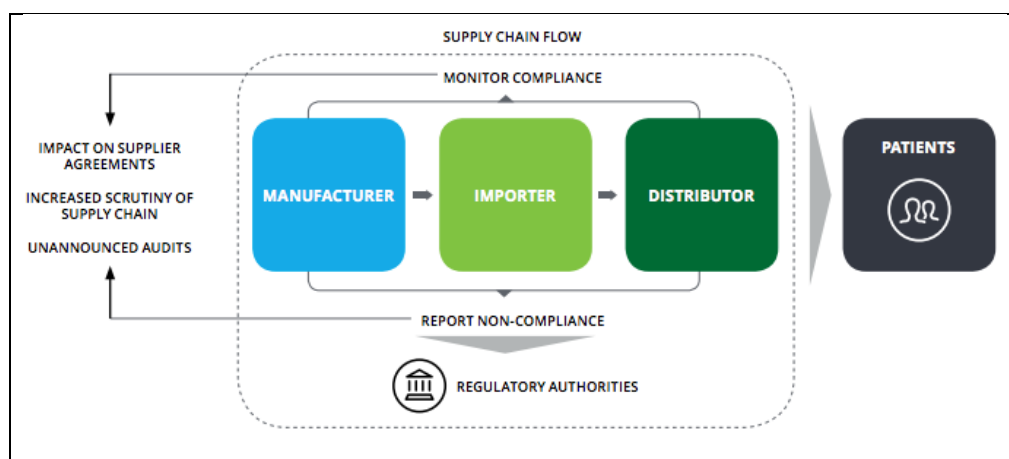 SUPPLY CHAIN FLOW
MONITOR COMPLIANCE
IMPACT ON SUPPLIER
AGREEMENTS
INCREASED SCRUTINY OF
SUPPLY CHAIN
UNANNOUNCED AUDITS
MANUFACTURER
IMPORTER
DISTRIBUTOR
PATIENTS
REPORT NON-COMPLIANCE
REGULATORY AUTHORITIES